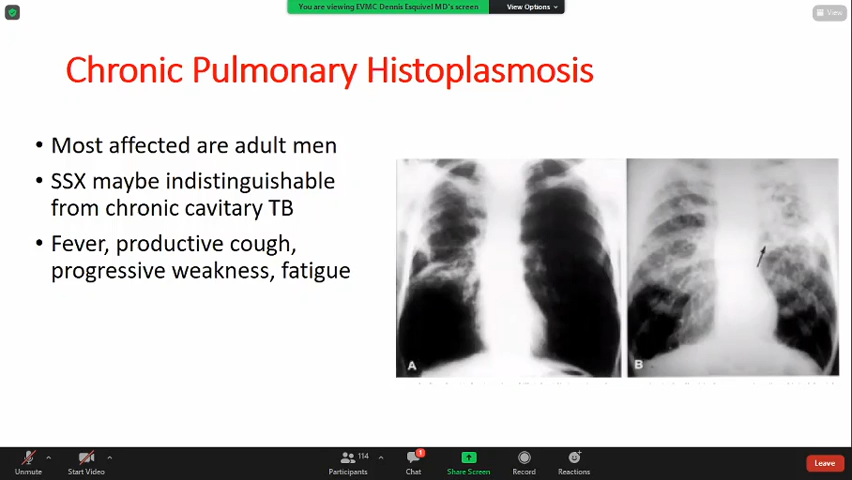 You are viewing EVMC Dennis Esquivel MD's screen
View Options
View
Chronic Pulmonary Histoplasmosis
• Most affected are adult men
• SSX maybe indistinguishable
from chronic cavitary TB
• Fever, productive cough,
progressive weakness, fatigue
A
B
Unmute
Start Video
114
Participants
1
Chat
Share Screen
Record
Reactions
Leave